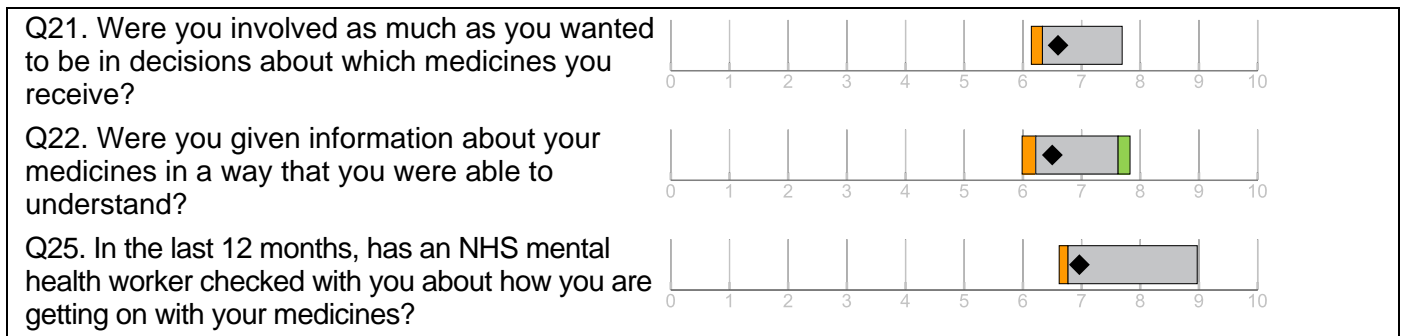 Q21. Were you involved as much as you wanted
to be in decisions about which medicines you
receive?
0 1 2 3 4 5 6 7 8 9 10
Q22. Were you given information about your
medicines in a way that you were able to
understand?
0 1 2 3 4 5 6 7 8 9 10
Q25. In the last 12 months, has an NHS mental
health worker checked with you about how you are
getting on with your medicines?
0 1 2 3 4 5 6 7 8 9 10